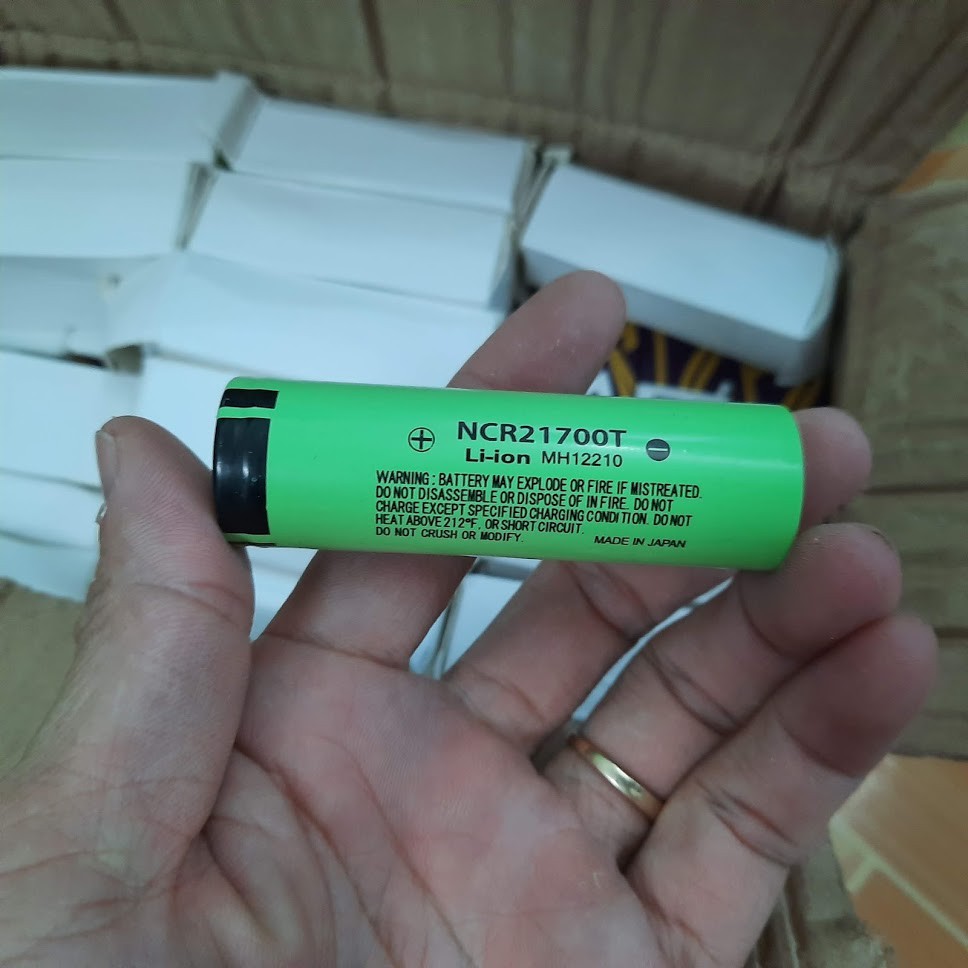 ⊕ NCR21700T ⊖
Li-ion MH12210
WARNING : BATTERY MAY EXPLODE OR FIRE IF MISTREATED.
DO NOT DISASSEMBLE OR DISPOSE OF IN FIRE. DO NOT
CHARGE EXCEPT SPECIFIED CHARGING CONDITION. DO NOT
HEAT ABOVE 212°F, OR SHORT CIRCUIT.
DO NOT CRUSH OR MODIFY.
MADE IN JAPAN